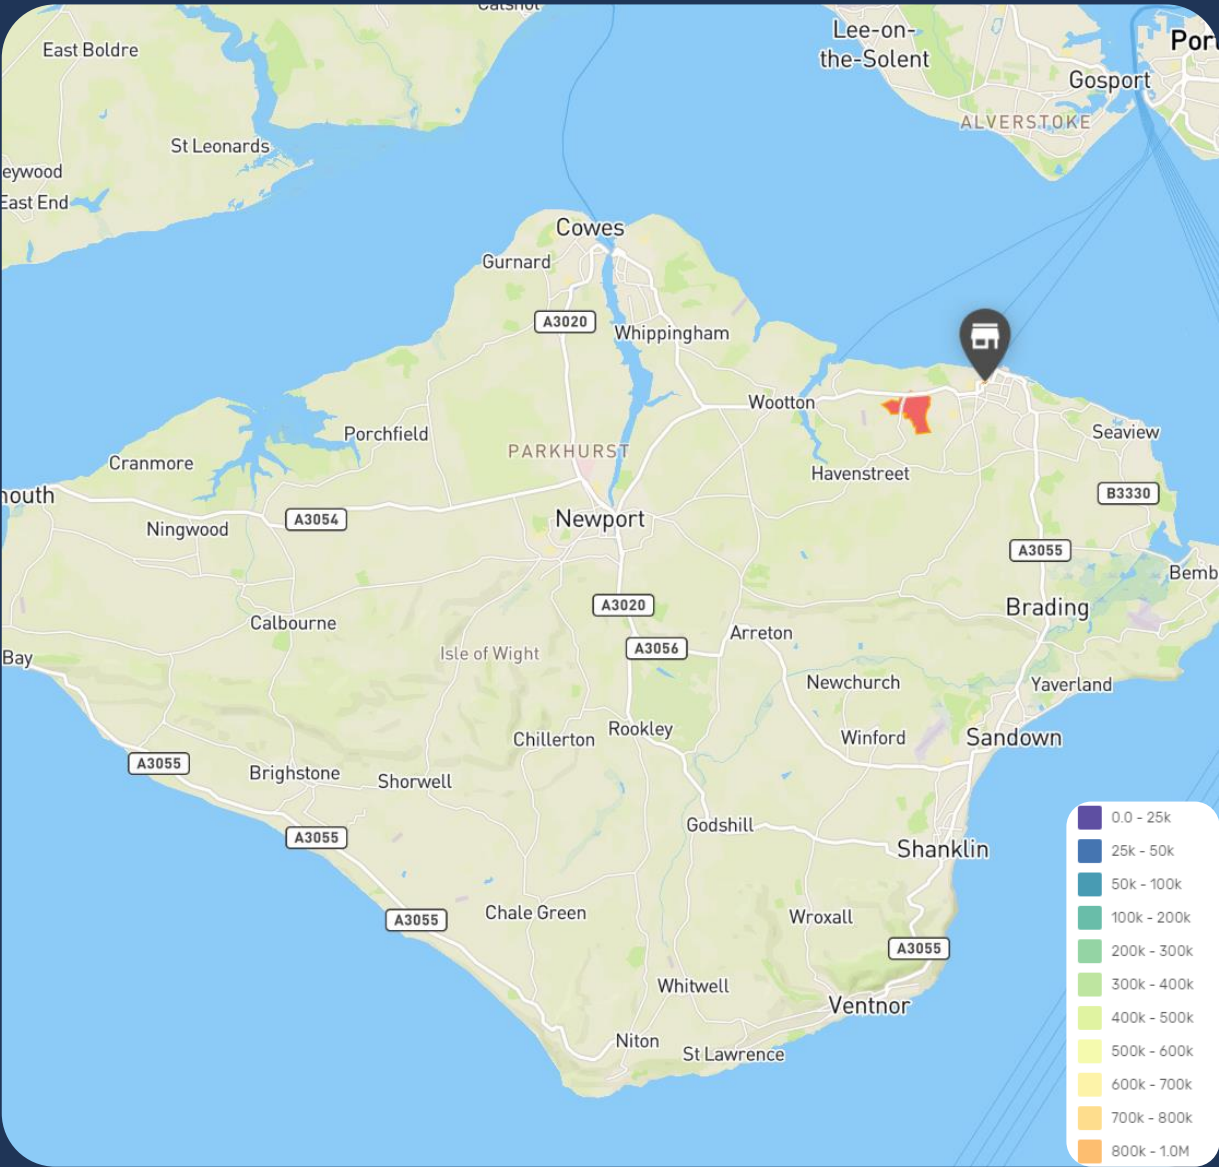 Calshot
East Boldre
Lee-on-
the-Solent
Port
Gosport
ALVERSTOKE
St Leonards
eywood
East End
Cowes
Gurnard
A3020
Whippingham
Wootton
Porchfield
Seaview
PARKHURST
Cranmore
Havenstreet
mouth
B3330
A3054
Newport
Ningwood
A3055
Bemb
A3020
Brading
Calbourne
Arreton
A3056
Isle of Wight
Bay
Newchurch
Yaverland
Rookley
Chillerton
Winford
Sandown
A3055
Brighstone
Shorwell
Godshill
A3055
Shanklin
Chale Green
A3055
Wroxall
A3055
Whitwell
Ventnor
Niton
St Lawrence
0.0 - 25k
25k - 50k
50k - 100k
100k - 200k
200k - 300k
300k - 400k
400k - 500k
500k - 600k
600k - 700k
700k - 800k
800k - 1.0M